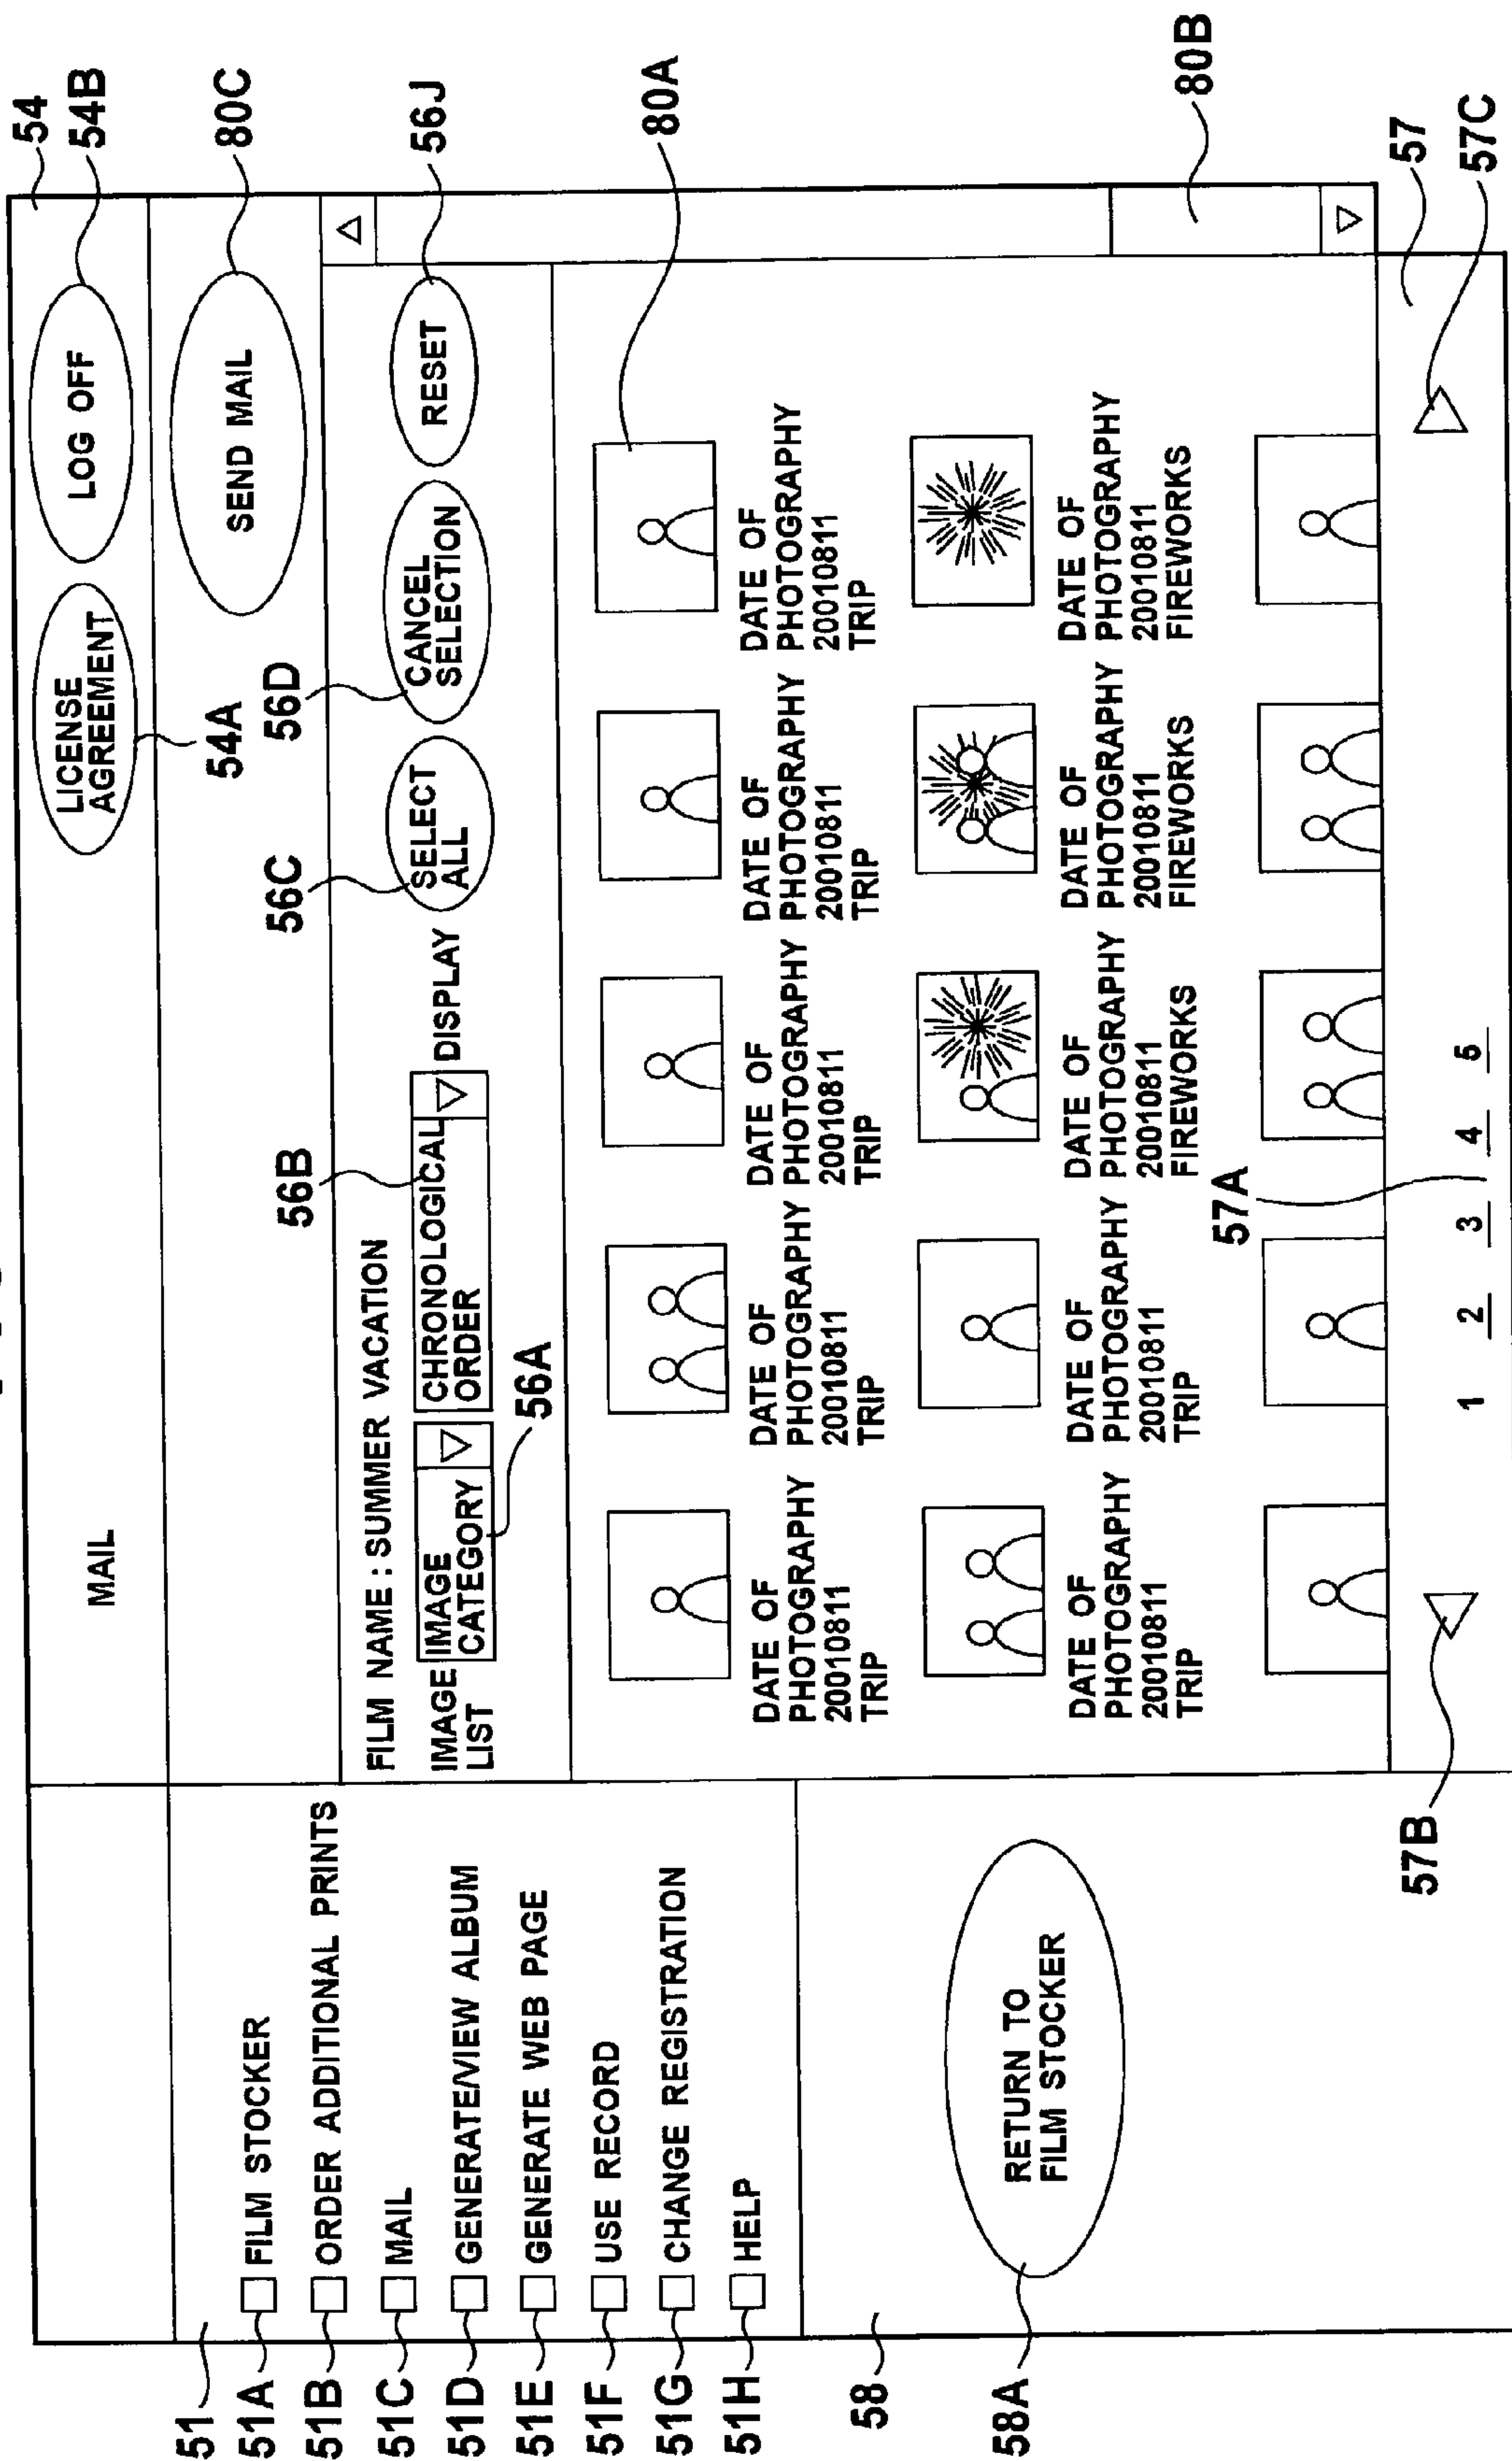 54
54B
80C
MAIL
LICENSE
AGREEMENT
LOG OFF
54A
SEND MAIL
51
51A
FILM STOCKER
51B
ORDER ADDITIONAL PRINTS
51C
MAIL
51D
GENERATE/VIEW ALBUM
51E
GENERATE WEB PAGE
51F
USE RECORD
51G
CHANGE REGISTRATION
51H
HELP
58
58A
RETURN TO
FILM STOCKER
56B
56C
56D
56J
FILM NAME : SUMMER VACATION
IMAGE
LIST
IMAGE
CATEGORY
CHRONOLOGICAL
ORDER
DISPLAY
SELECT
ALL
CANCEL
SELECTION
RESET
56A
80A
DATE OF
PHOTOGRAPHY
20010811
TRIP
DATE OF
PHOTOGRAPHY
20010811
TRIP
DATE OF
PHOTOGRAPHY
20010811
TRIP
DATE OF
PHOTOGRAPHY
20010811
TRIP
DATE OF
PHOTOGRAPHY
20010811
TRIP
DATE OF
PHOTOGRAPHY
20010811
TRIP
DATE OF
PHOTOGRAPHY
20010811
TRIP
DATE OF
PHOTOGRAPHY
20010811
FIREWORKS
DATE OF
PHOTOGRAPHY
20010811
FIREWORKS
DATE OF
PHOTOGRAPHY
20010811
FIREWORKS
80B
57A
57
57B
1 2 3 4 5
57C